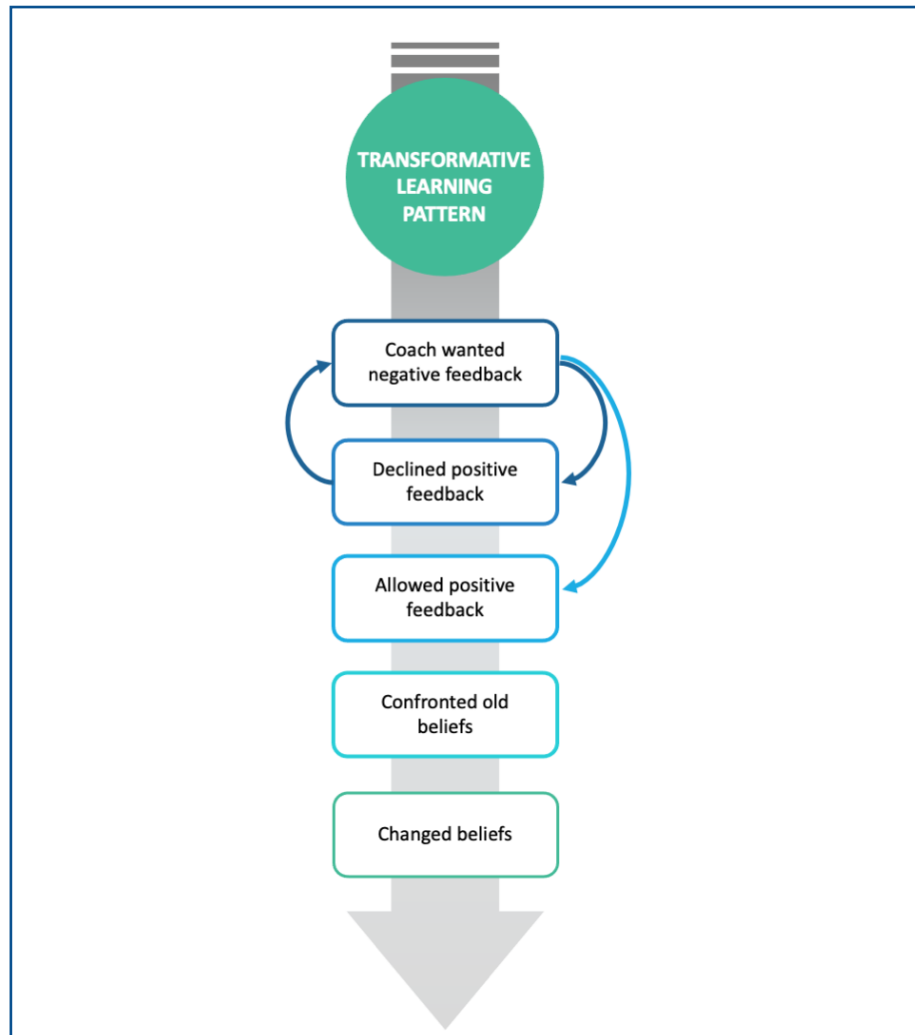 TRANSFORMATIVE
LEARNING
PATTERN
Coach wanted
negative feedback
Declined positive
feedback
Allowed positive
feedback
Confronted old
beliefs
Changed beliefs